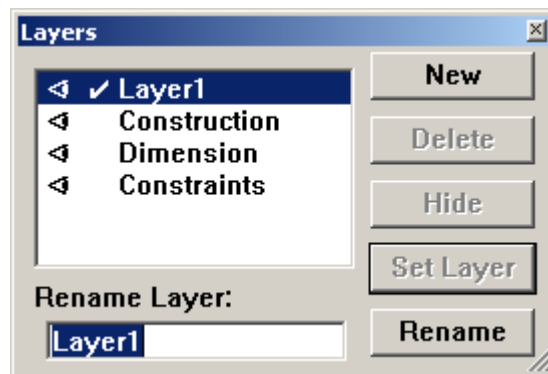 Layers
Layer1
Construction
Dimension
Constraints
New
Delete
Hide
Set Layer
Rename Layer:
Layer1
Rename